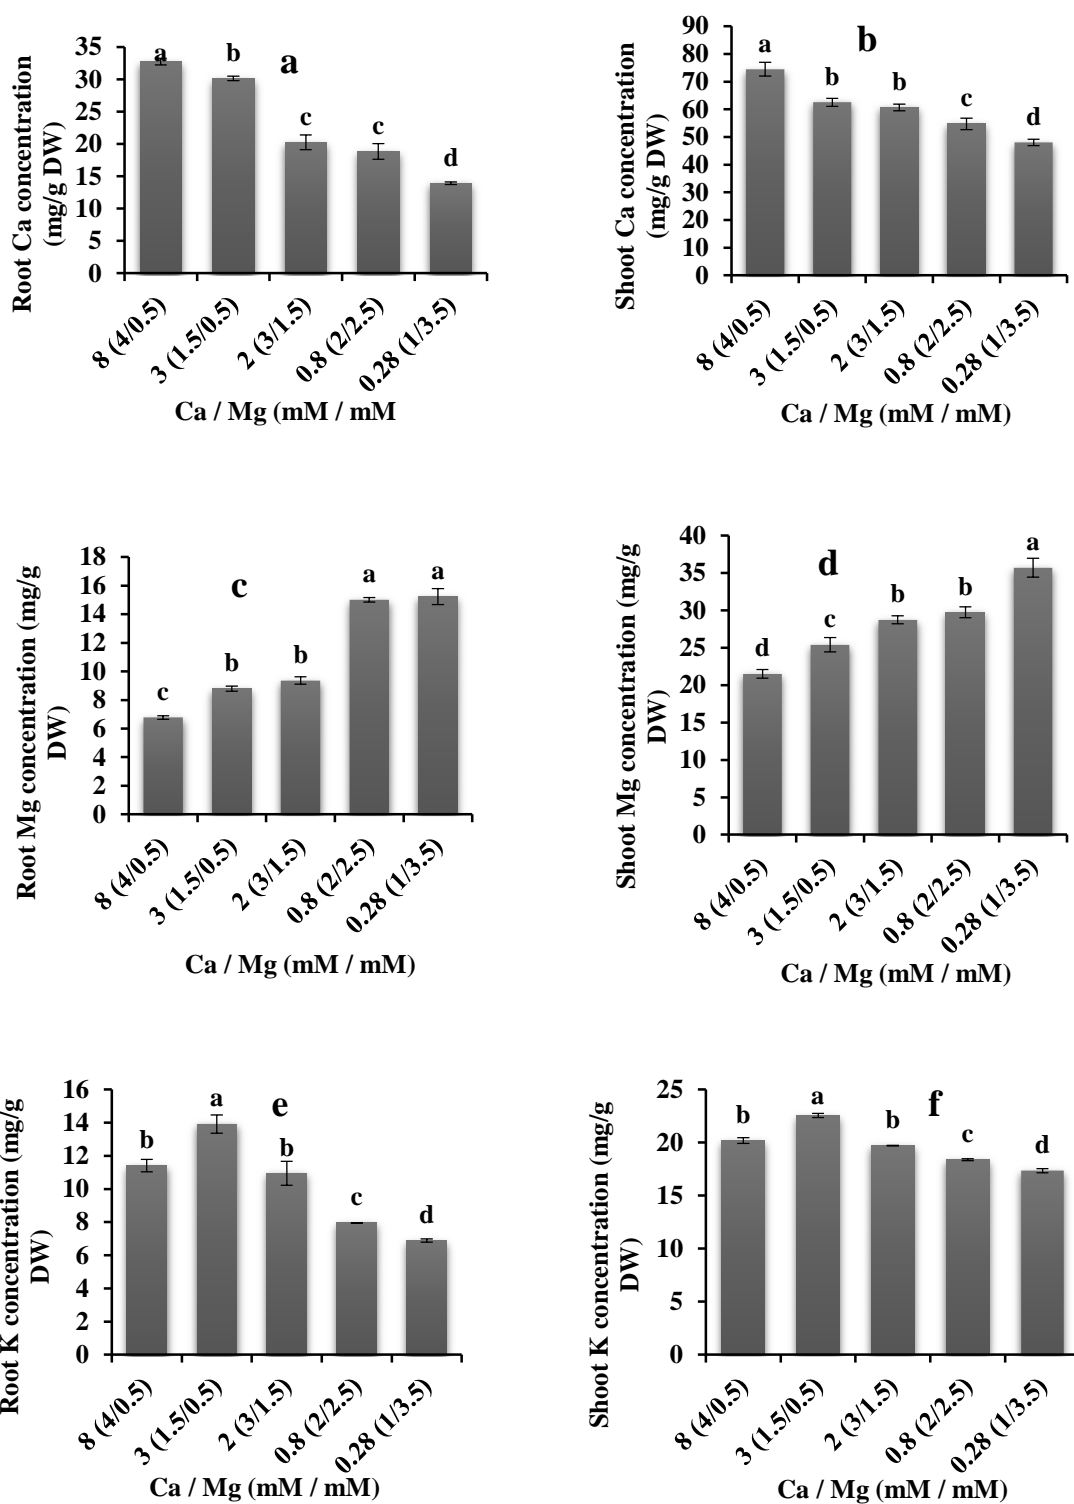 Root Ca concentration
(mg/g DW)
35
30
25
20
15
10
5
0
a
b
c
c
d
a
8 (4/0.5)
3 (1.5/0.5)
2 (3/1.5)
0.8 (2/2.5)
0.28 (1/3.5)
Ca / Mg (mM / mM
Shoot Ca concentration
(mg/g DW)
90
80
70
60
50
40
30
20
10
0
a
b
b
c
d
b
8 (4/0.5)
3 (1.5/0.5)
2 (3/1.5)
0.8 (2/2.5)
0.28 (1/3.5)
Ca / Mg (mM / mM)
Root Mg concentration (mg/g
DW)
18
16
14
12
10
8
6
4
2
0
c
b
b
a
a
c
8 (4/0.5)
3 (1.5/0.5)
2 (3/1.5)
0.8 (2/2.5)
0.28 (1/3.5)
Ca / Mg (mM / mM)
Shoot Mg concentration (mg/g
DW)
40
35
30
25
20
15
10
5
0
d
c
b
b
a
d
8 (4/0.5)
3 (1.5/0.5)
2 (3/1.5)
0.8 (2/2.5)
0.28 (1/3.5)
Ca / Mg (mM / mM)
Root K concentration (mg/g
DW)
16
14
12
10
8
6
4
2
0
b
a
b
c
d
e
8 (4/0.5)
3 (1.5/0.5)
2 (3/1.5)
0.8 (2/2.5)
0.28 (1/3.5)
Ca / Mg (mM / mM)
Shoot K concentration (mg/g
DW)
25
20
15
10
5
0
b
a
b
c
d
f
8 (4/0.5)
3 (1.5/0.5)
2 (3/1.5)
0.8 (2/2.5)
0.28 (1/3.5)
Ca / Mg (mM / mM)